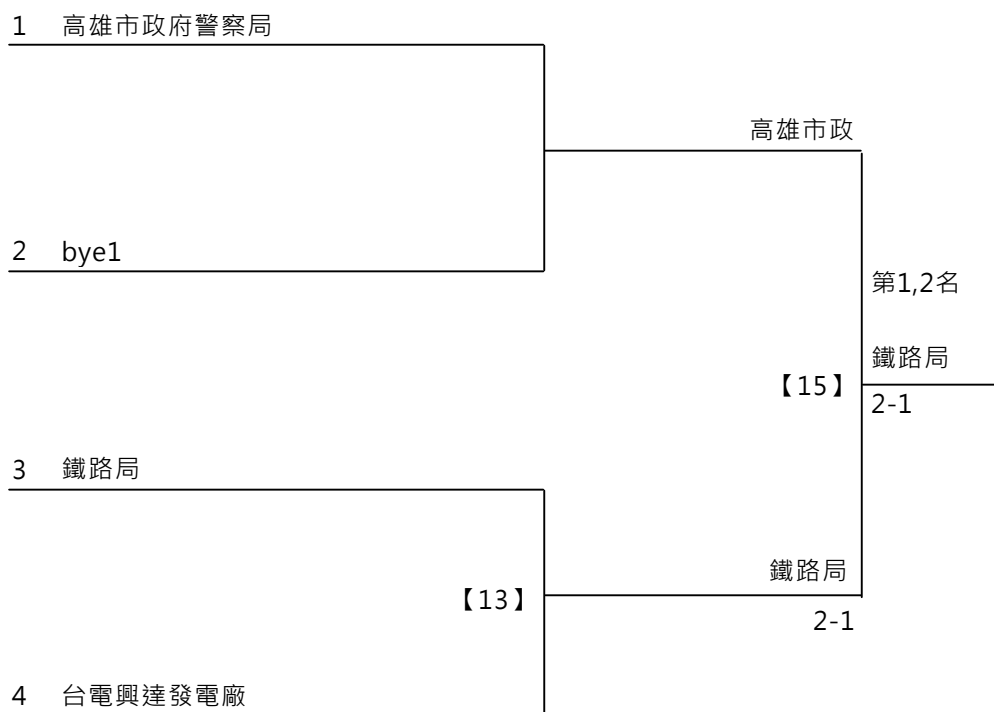 1 高雄市政府警察局
高雄市政
2 bye1
第1,2名
鐵路局
【15】
2-1
3 鐵路局
鐵路局
【13】
2-1
4 台電興達發電廠